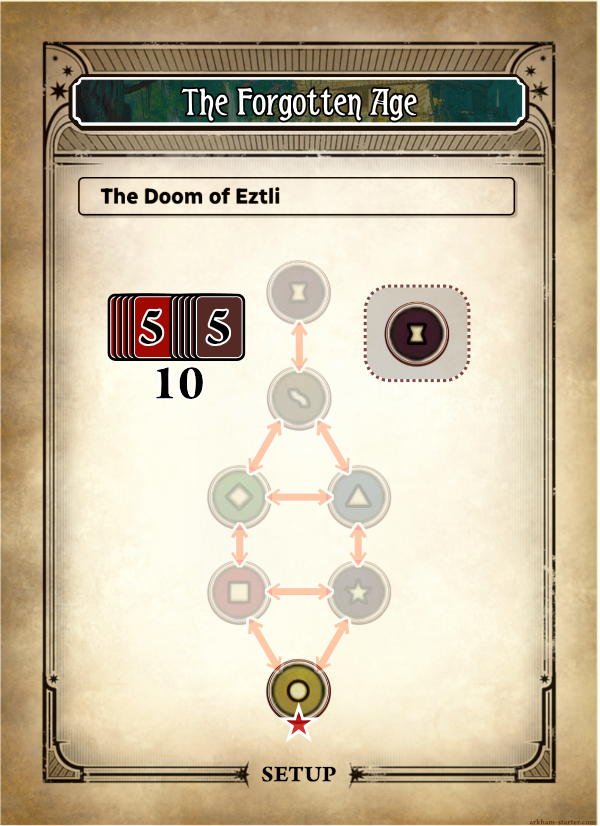 The Forgotten Age
The Doom of Eztli
5 5
10
SETUP
arkham-starter.com